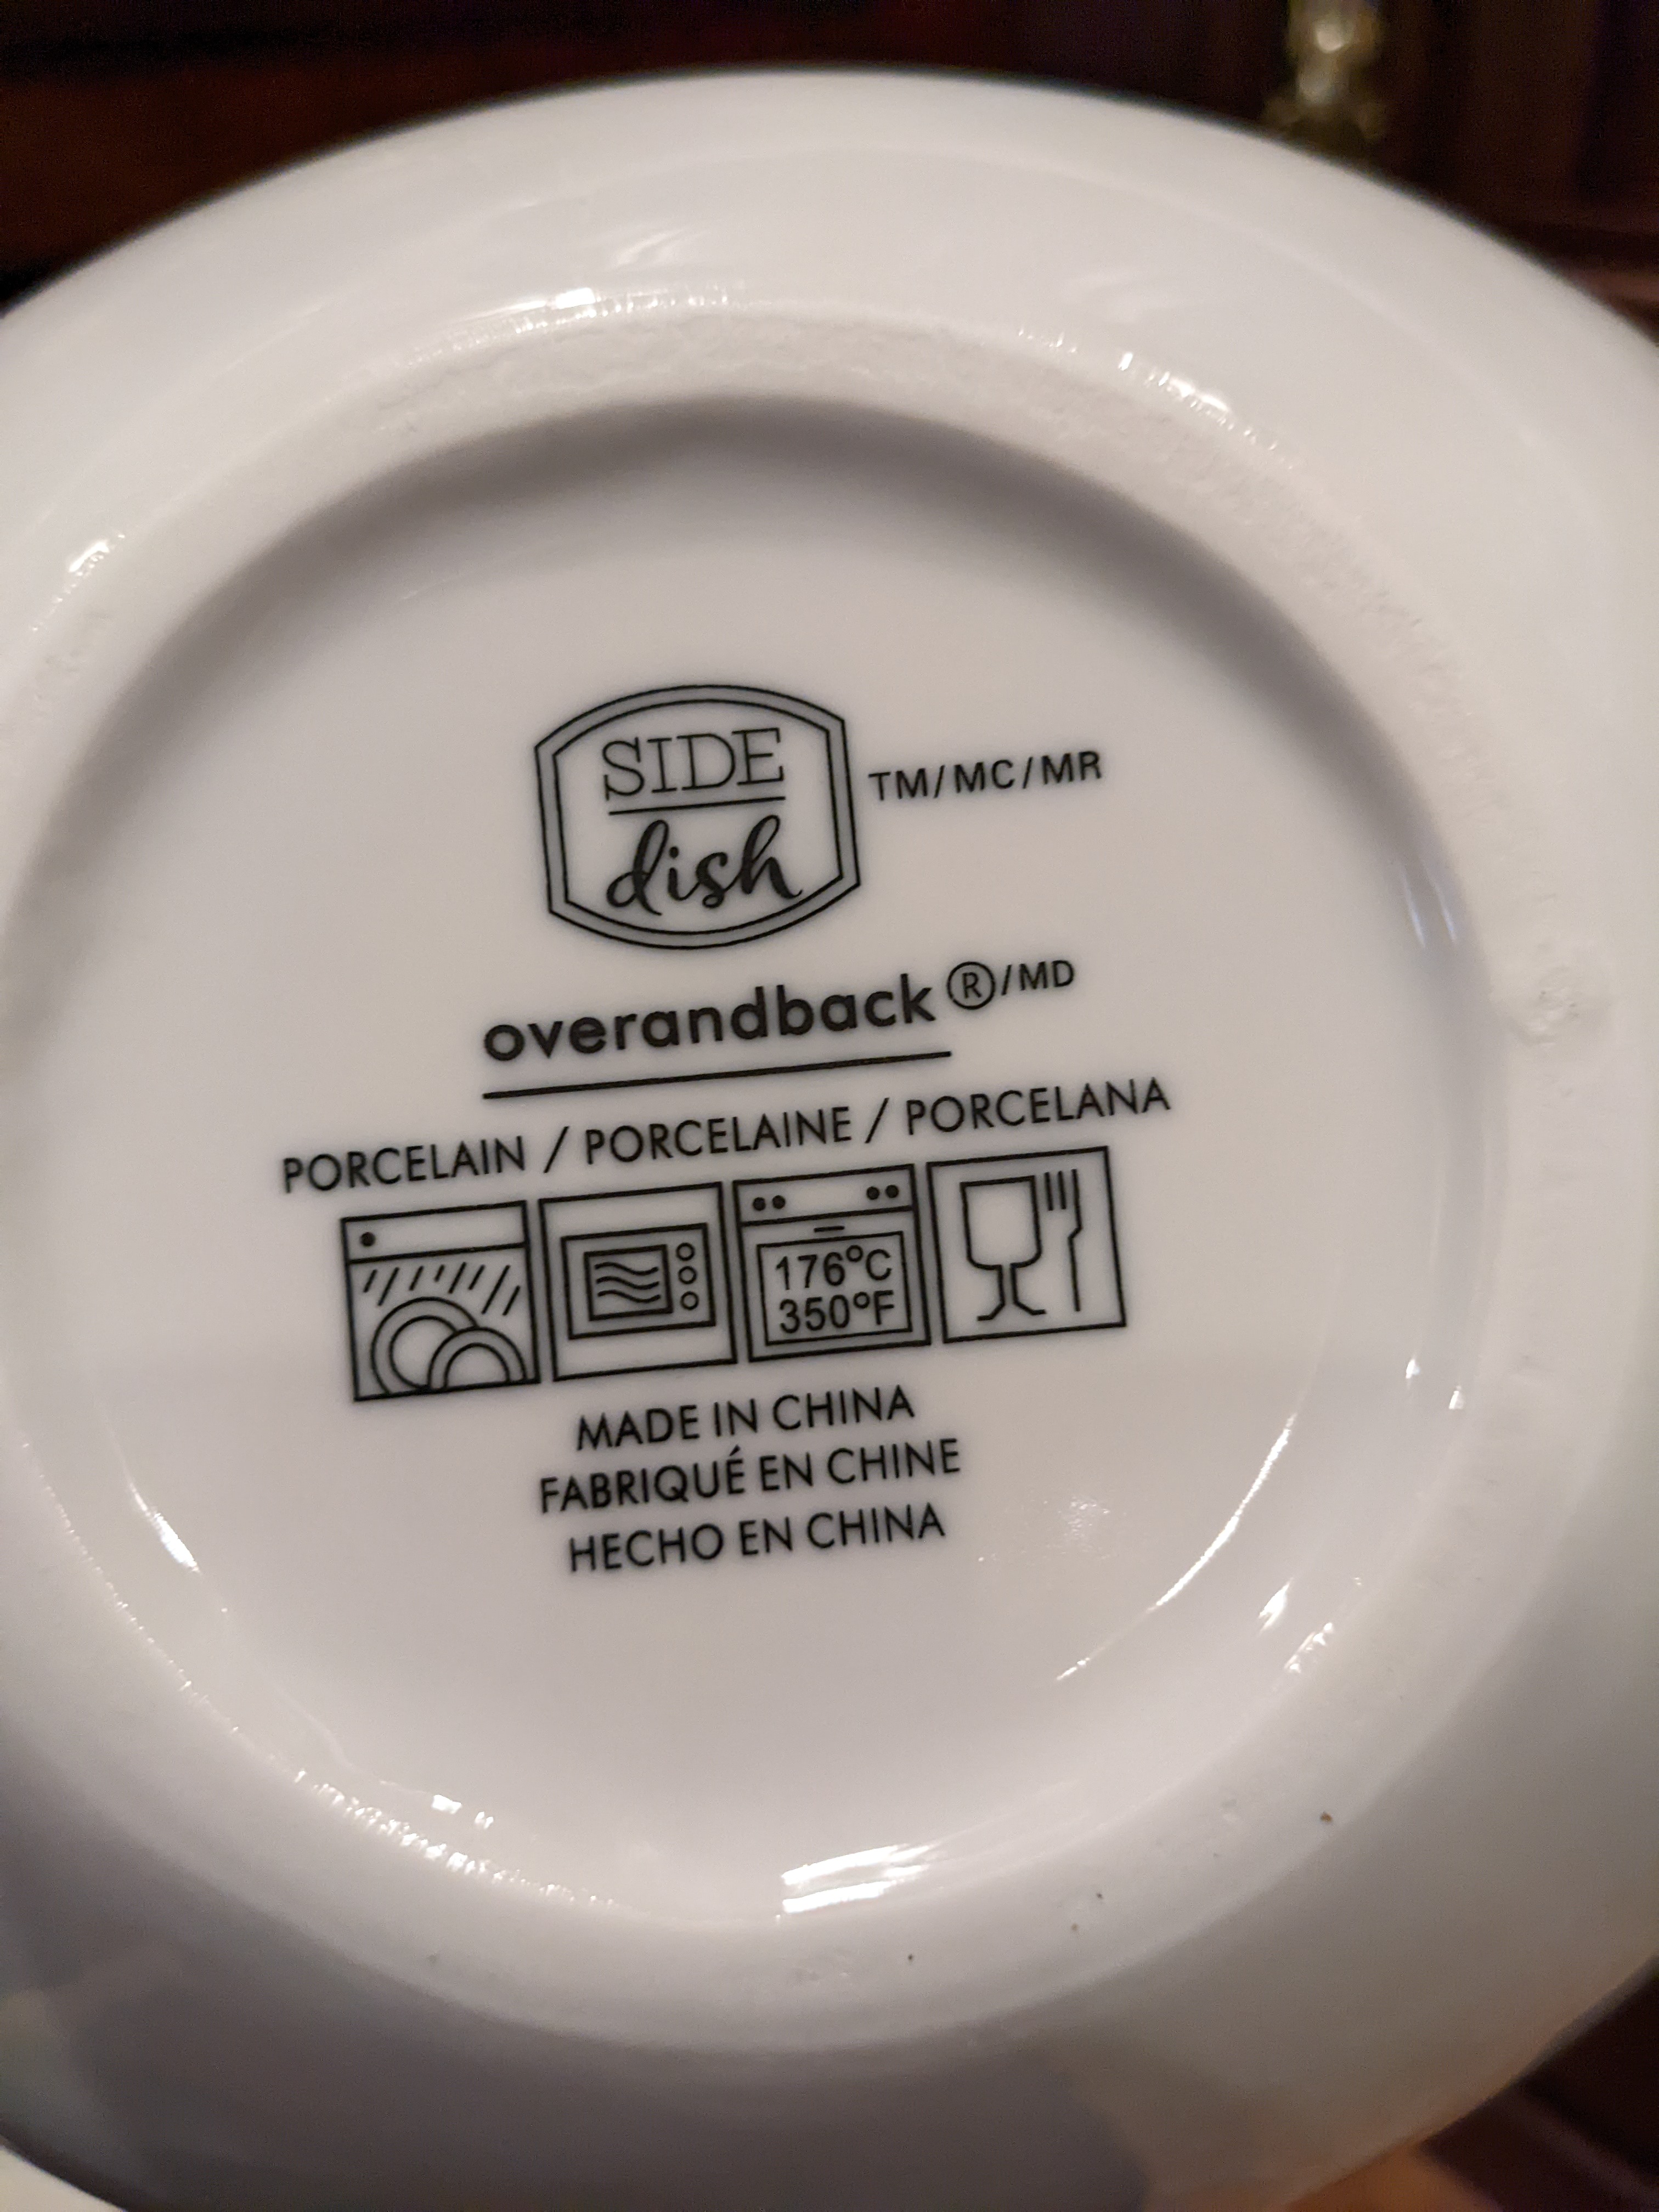 SIDE
dish
TM/MC/MR
overandback®/MD
PORCELAIN / PORCELAINE / PORCELANA
176°C
350°F
MADE IN CHINA
FABRIQUÉ EN CHINE
HECHO EN CHINA